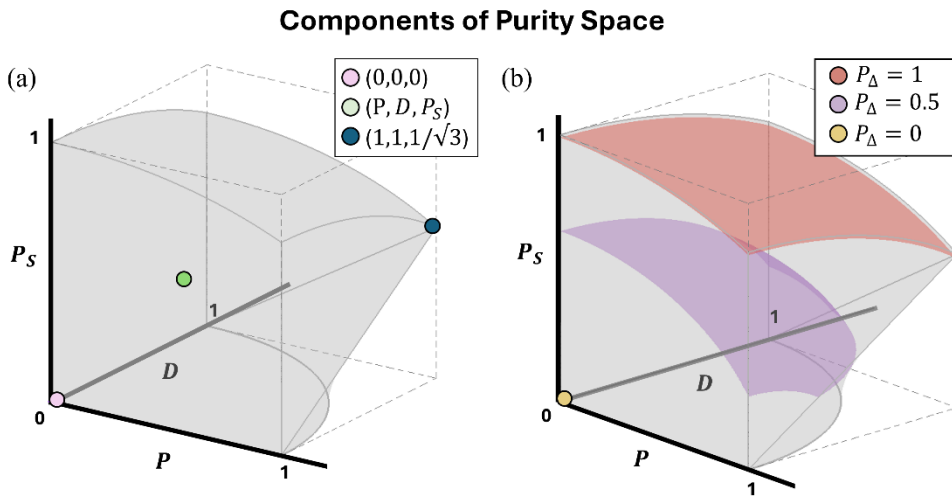 Components of Purity Space
(a)
(0,0,0)
(P, D, P_S)
(1,1,1/√3)
1
P_S
1
D
0
P
1
(b)
P_Δ = 1
P_Δ = 0.5
P_Δ = 0
1
P_S
1
D
0
P
1